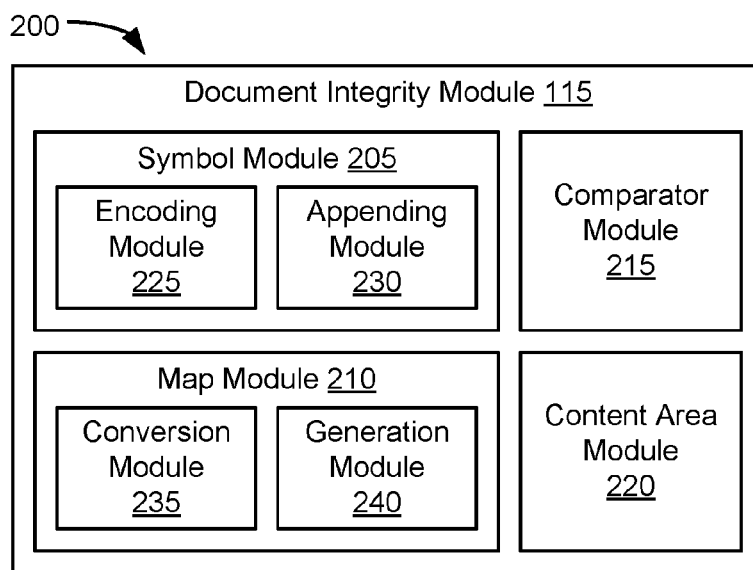 200
Document Integrity Module 115
Symbol Module 205
Encoding
Module
225
Appending
Module
230
Comparator
Module
215
Map Module 210
Conversion
Module
235
Generation
Module
240
Content Area
Module
220